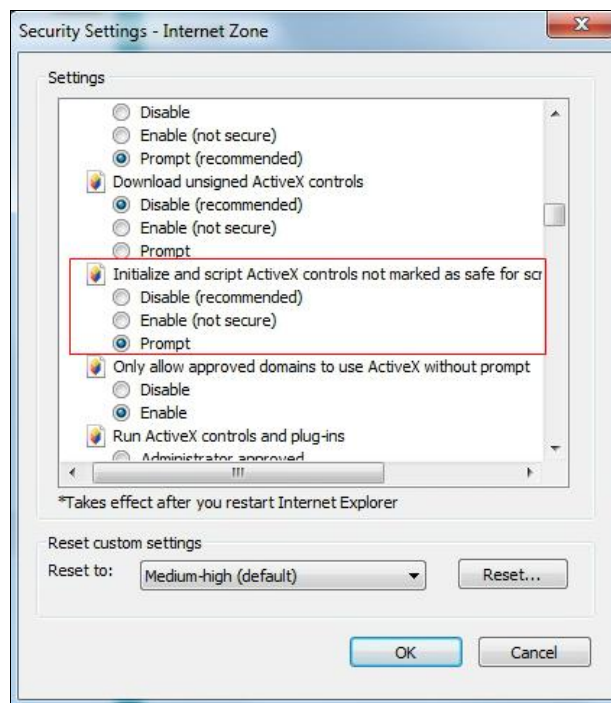 Security Settings - Internet Zone
Settings
Disable
Enable (not secure)
Prompt (recommended)
Download unsigned ActiveX controls
Disable (recommended)
Enable (not secure)
Prompt
Initialize and script ActiveX controls not marked as safe for scr
Disable (recommended)
Enable (not secure)
Prompt
Only allow approved domains to use ActiveX without prompt
Disable
Enable
Run ActiveX controls and plug-ins
Administrator approved
*Takes effect after you restart Internet Explorer
Reset custom settings
Reset to: Medium-high (default) Reset...
OK Cancel